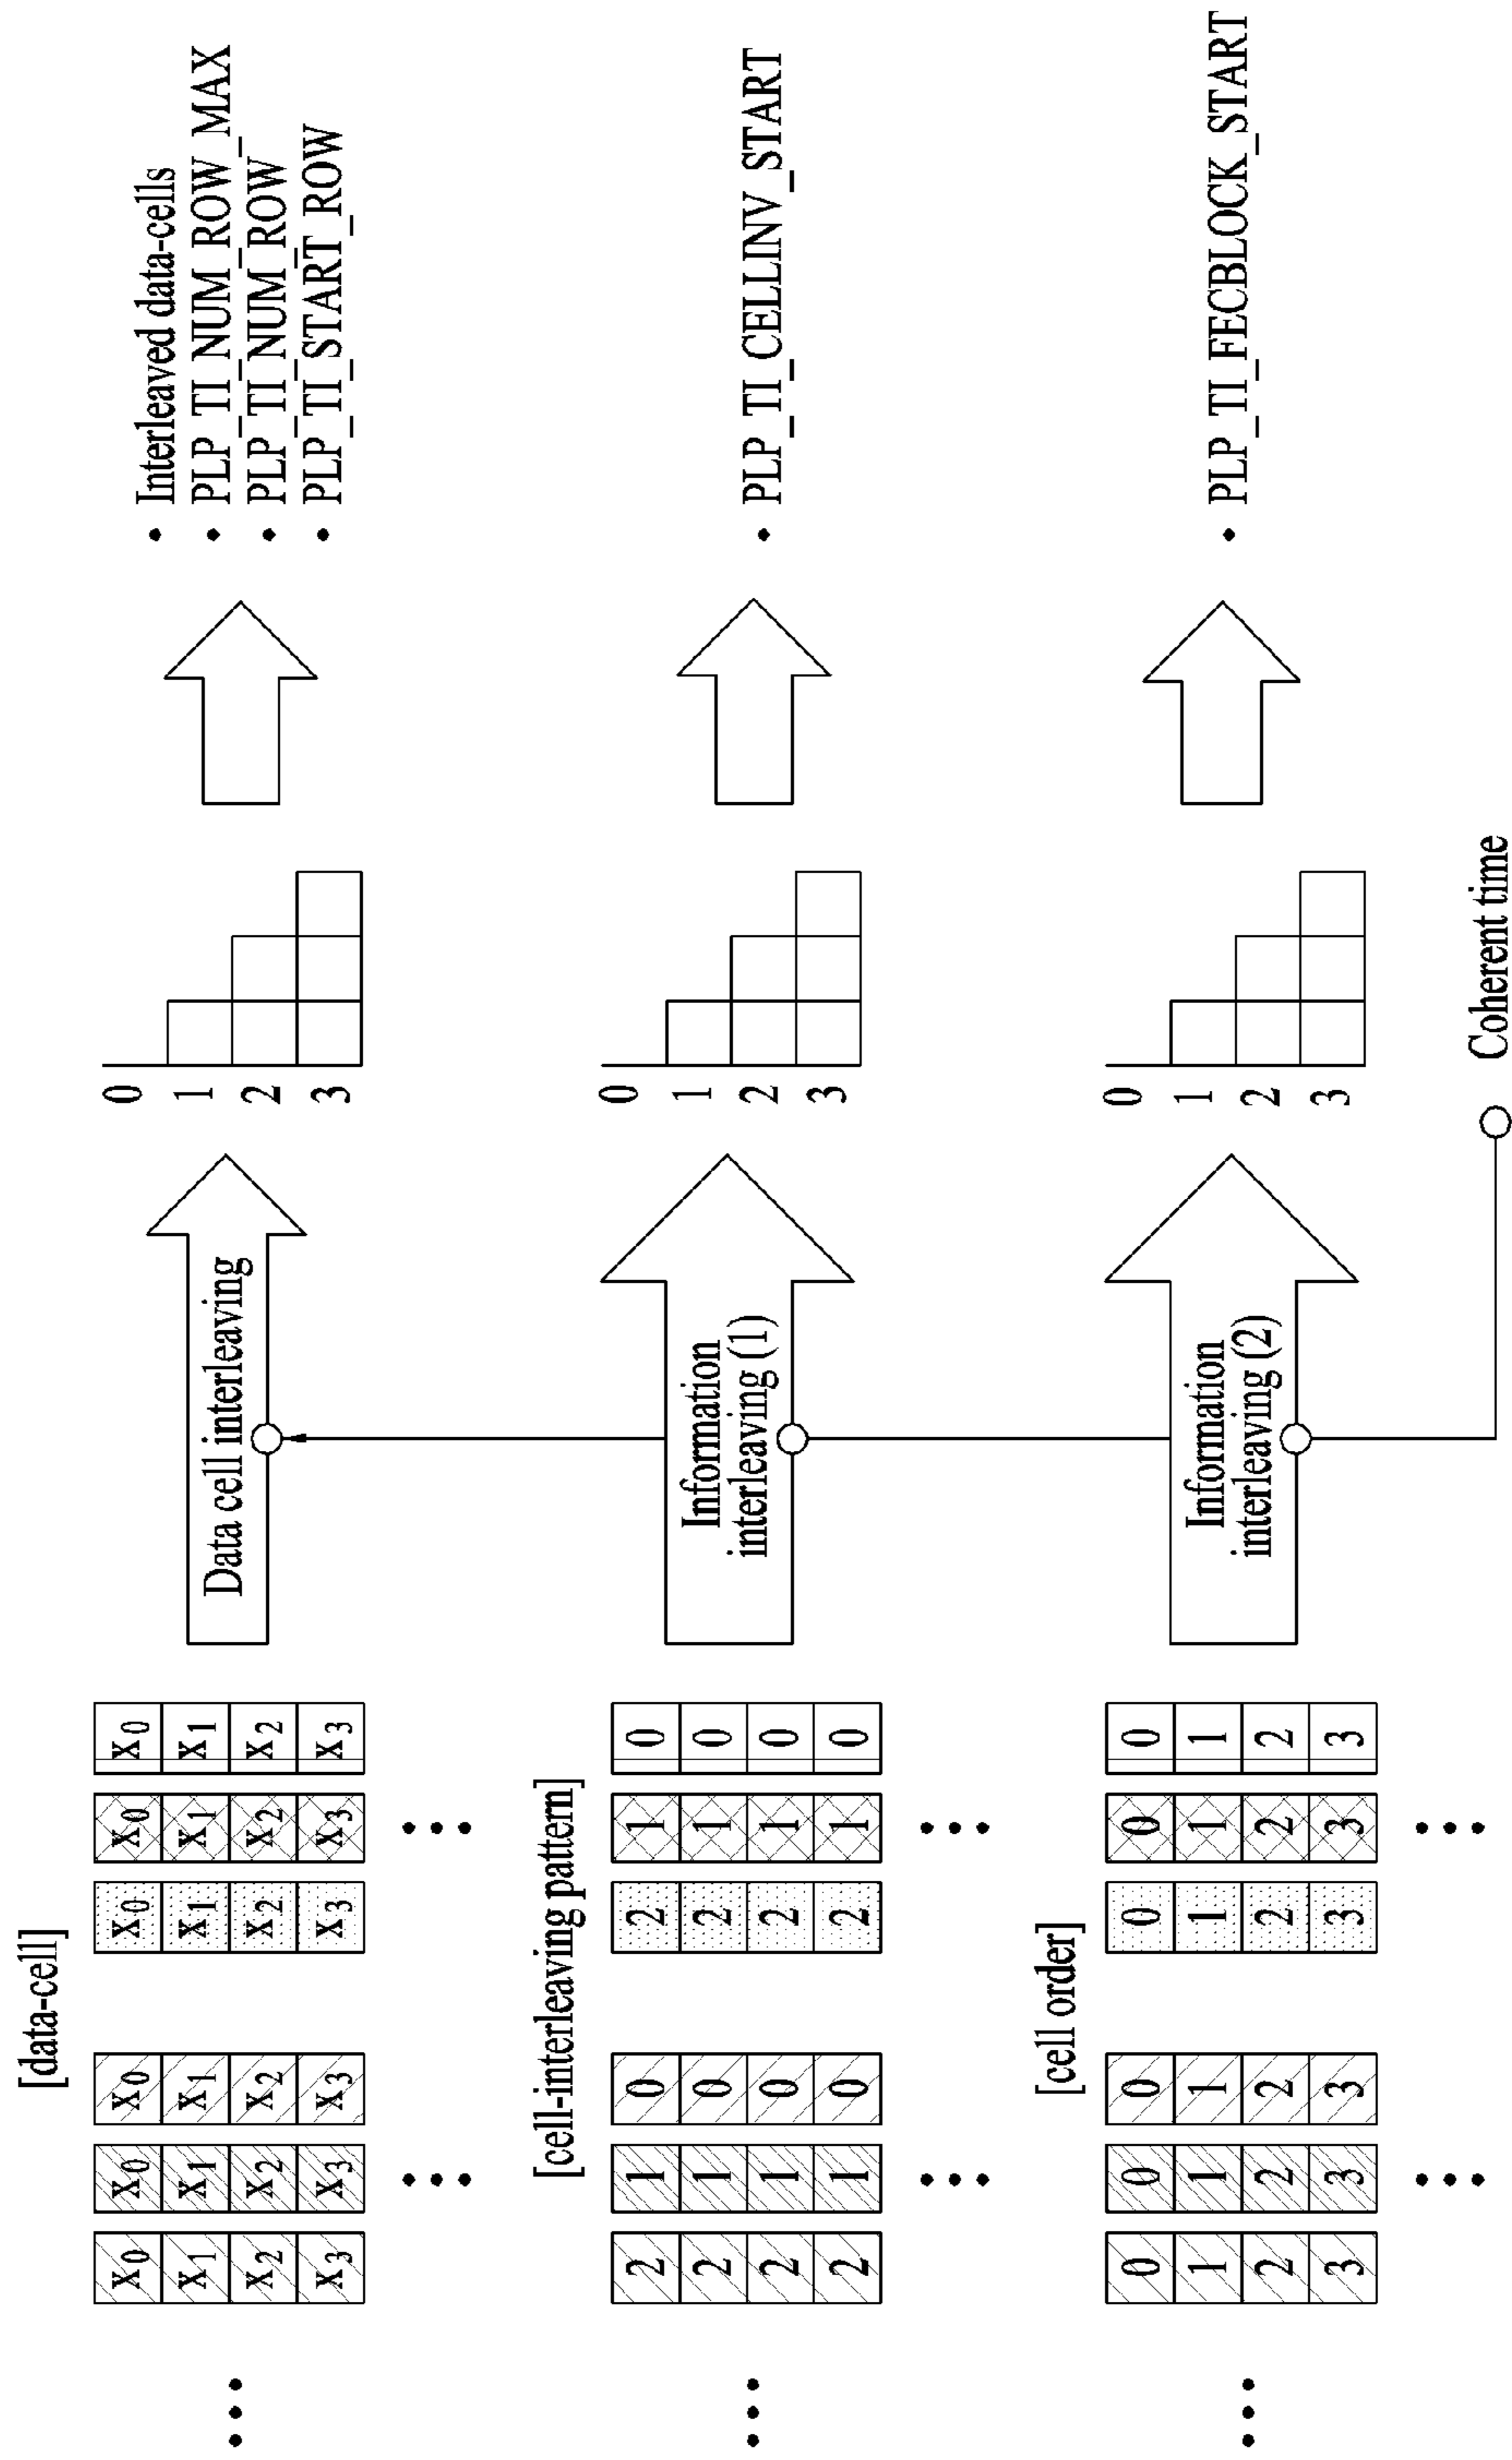 [data-cell]
X0 X0 X0 X0 X0 X0
X1 X1 X1 X1 X1 X1
X2 X2 X2 X2 X2 X2
X3 X3 X3 X3 X3 X3
Data cell interleaving
0
1
2
3
• Interleaved data-cells
• PLP_TI_NUM_ROW_MAX
• PLP_TI_NUM_ROW
• PLP_TI_START_ROW
[cell-interleaving pattern]
2 1 0 2 1 0
2 1 0 2 1 0
2 1 0 2 1 0
2 1 0 2 1 0
Information
interleaving (1)
0
1
2
3
• PLP_TI_CELLINV_START
[cell order]
0 0 0 0 0 0
1 1 1 1 1 1
2 2 2 2 2 2
3 3 3 3 3 3
Information
interleaving (2)
0
1
2
3
• PLP_TI_FECBLOCK_START
Coherent time